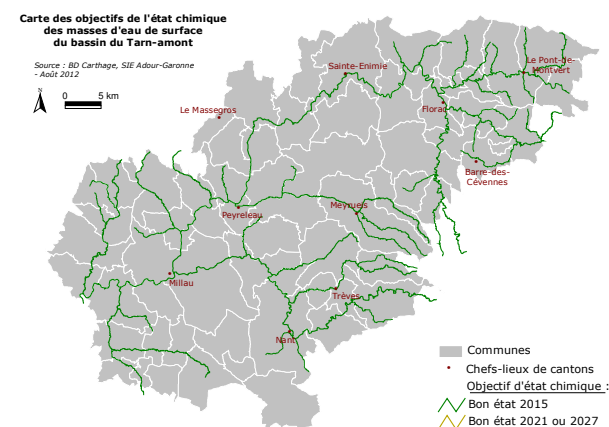 Carte des objectifs de l'état chimique
des masses d'eau de surface
du bassin du Tarn-amont
Source : BD Carthage, SIE Adour-Garonne
- Août 2012
N
0 5 km
Sainte-Enimie
Le Pont-de-
Montvert
Le Massegros
Florac
Barre-des-
Cévennes
Peyreleau
Meyrueis
Millau
Trèves
Nant
Communes
Chefs-lieux de cantons
Objectif d'état chimique :
Bon état 2015
Bon état 2021 ou 2027